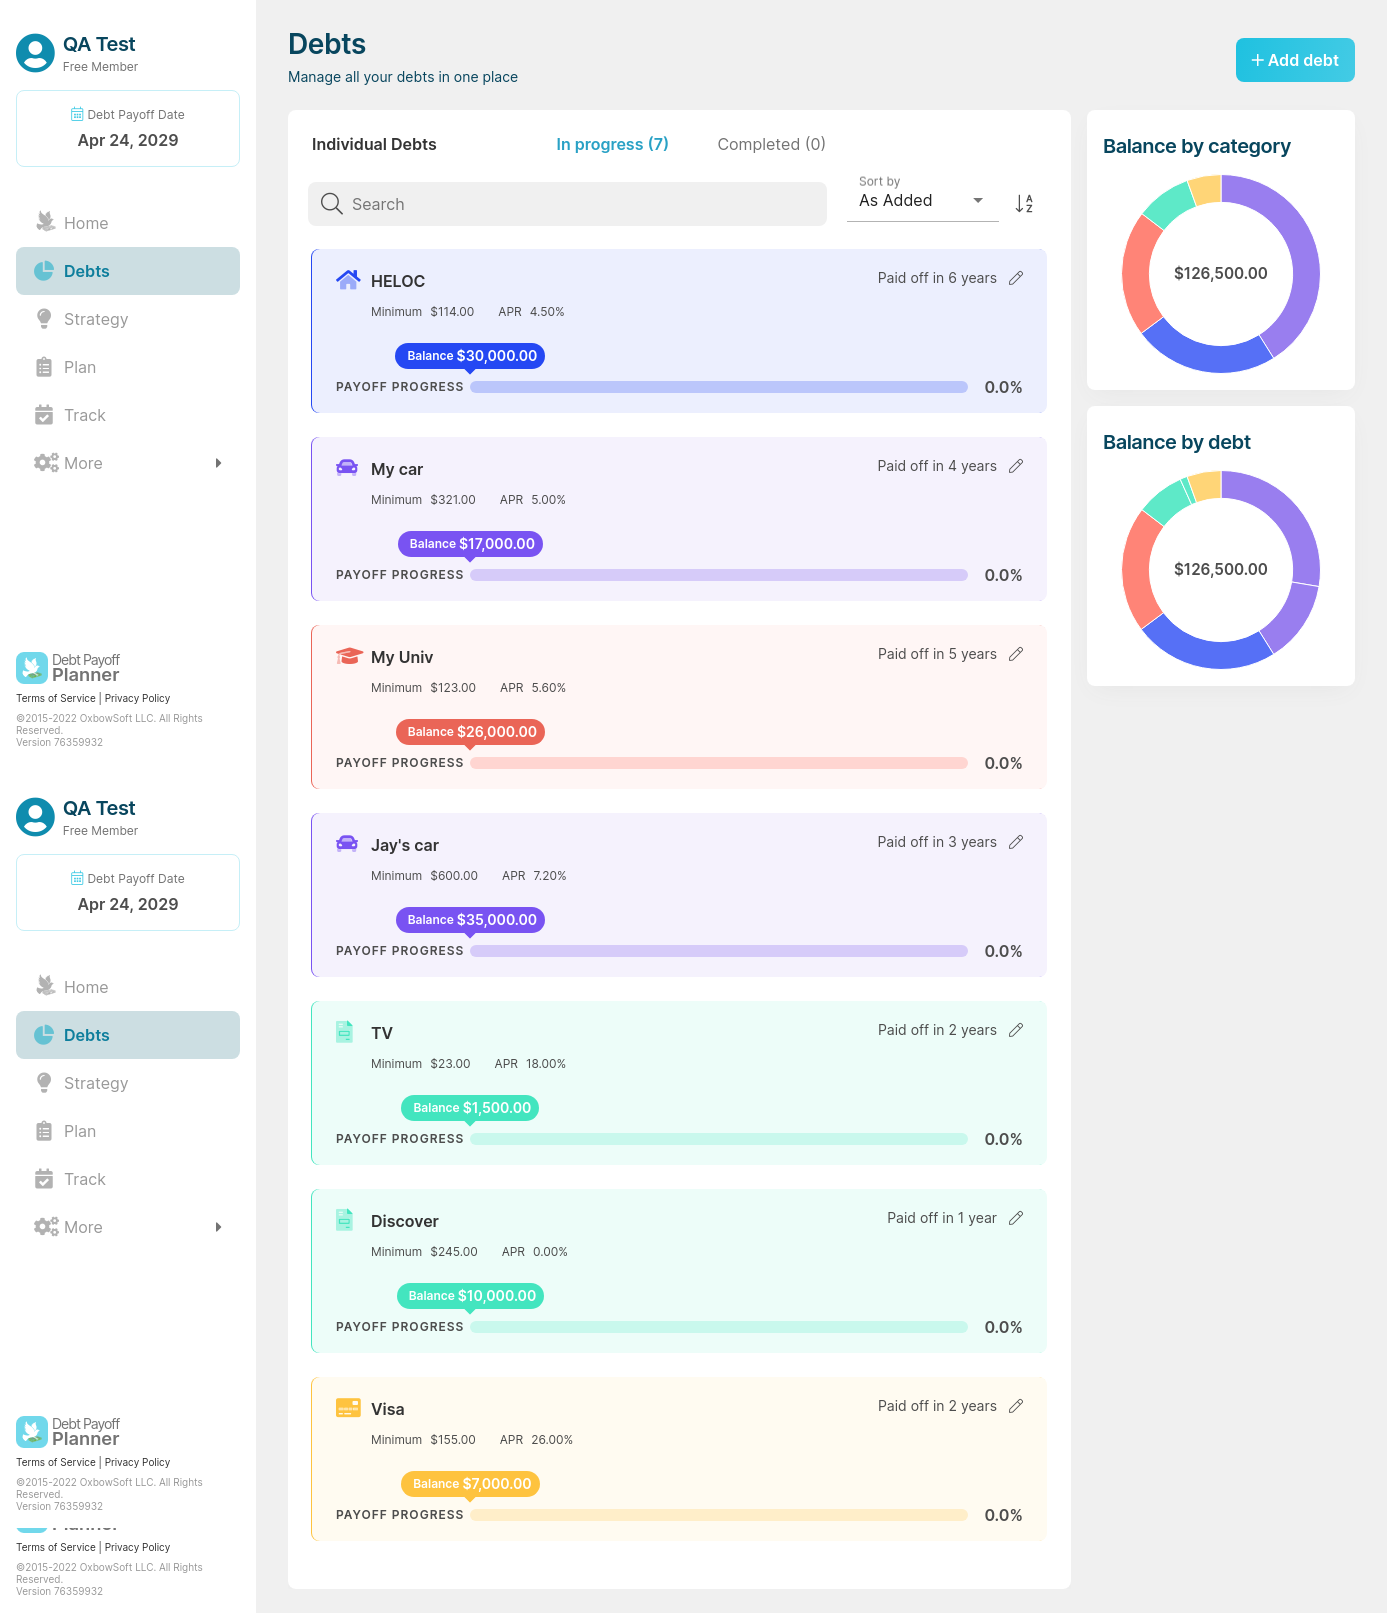 QA Test
Free Member
Debt Payoff Date
Apr 24, 2029
Home
Debts
Strategy
Plan
Track
More
Debt Payoff
Planner
Terms of Service | Privacy Policy
©2015-2022 OxbowSoft LLC. All Rights
Reserved.
Version 76359932
QA Test
Free Member
Debt Payoff Date
Apr 24, 2029
Home
Debts
Strategy
Plan
Track
More
Debt Payoff
Planner
Terms of Service | Privacy Policy
©2015-2022 OxbowSoft LLC. All Rights
Reserved.
Version 76359932
Planner
Terms of Service | Privacy Policy
©2015-2022 OxbowSoft LLC. All Rights
Reserved.
Version 76359932
Debts
Manage all your debts in one place
+ Add debt
Individual Debts In progress (7) Completed (0)
Search
Sort by
As Added
A
Z
HELOC Paid off in 6 years
Minimum $114.00 APR 4.50%
Balance $30,000.00
PAYOFF PROGRESS 0.0%
My car Paid off in 4 years
Minimum $321.00 APR 5.00%
Balance $17,000.00
PAYOFF PROGRESS 0.0%
My Univ Paid off in 5 years
Minimum $123.00 APR 5.60%
Balance $26,000.00
PAYOFF PROGRESS 0.0%
Jay's car Paid off in 3 years
Minimum $600.00 APR 7.20%
Balance $35,000.00
PAYOFF PROGRESS 0.0%
TV Paid off in 2 years
Minimum $23.00 APR 18.00%
Balance $1,500.00
PAYOFF PROGRESS 0.0%
Discover Paid off in 1 year
Minimum $245.00 APR 0.00%
Balance $10,000.00
PAYOFF PROGRESS 0.0%
Visa Paid off in 2 years
Minimum $155.00 APR 26.00%
Balance $7,000.00
PAYOFF PROGRESS 0.0%
Balance by category
$126,500.00
Balance by debt
$126,500.00